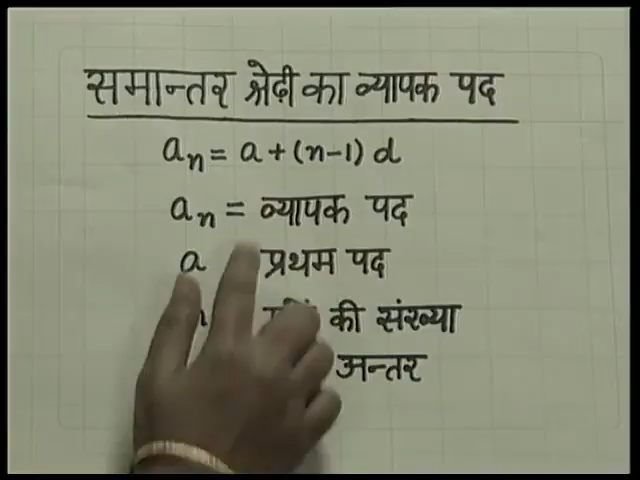 समान्तर श्रेढ़ी का व्यापक पद
aₙ = a + (n-1) d
aₙ = व्यापक पद
a प्रथम पद
की संख्या
अन्तर